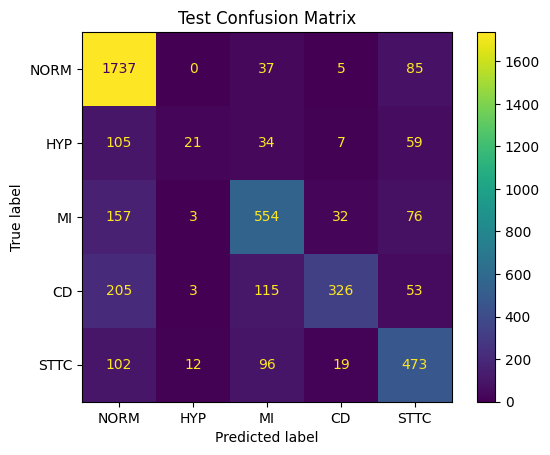 Test Confusion Matrix
True label
NORM 1737 0 37 5 85
HYP 105 21 34 7 59
MI 157 3 554 32 76
CD 205 3 115 326 53
STTC 102 12 96 19 473
NORM HYP MI CD STTC
Predicted label
1600
1400
1200
1000
800
600
400
200
0